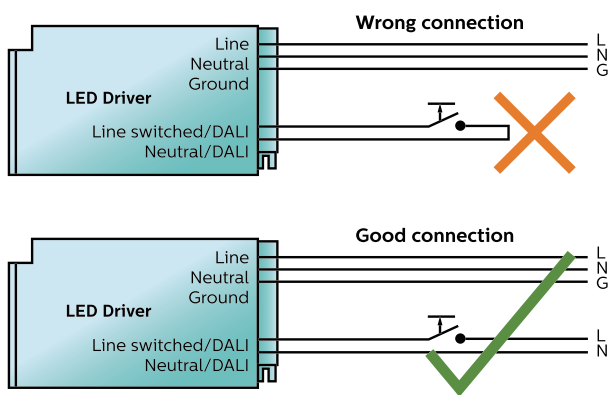 Wrong connection
Line
Neutral
Ground
L
N
G
LED Driver
Line switched/DALI
Neutral/DALI
Good connection
Line
Neutral
Ground
L
N
G
LED Driver
Line switched/DALI
Neutral/DALI
L
N